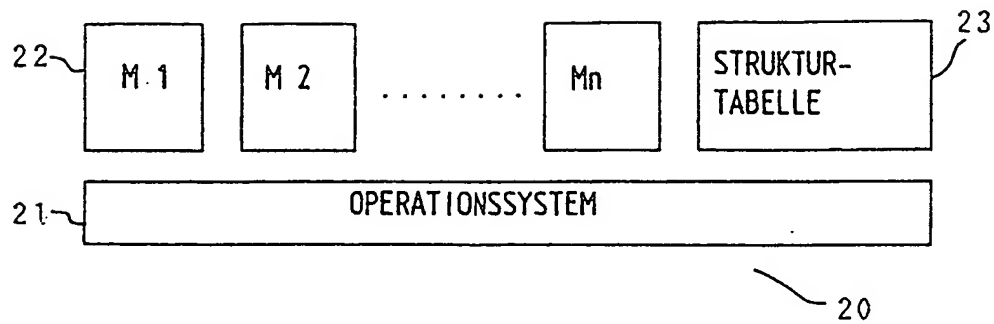 22 M 1 M 2 ........ Mn STRUKTUR- 23
TABELLE
21 OPERATIONSSYSTEM
20